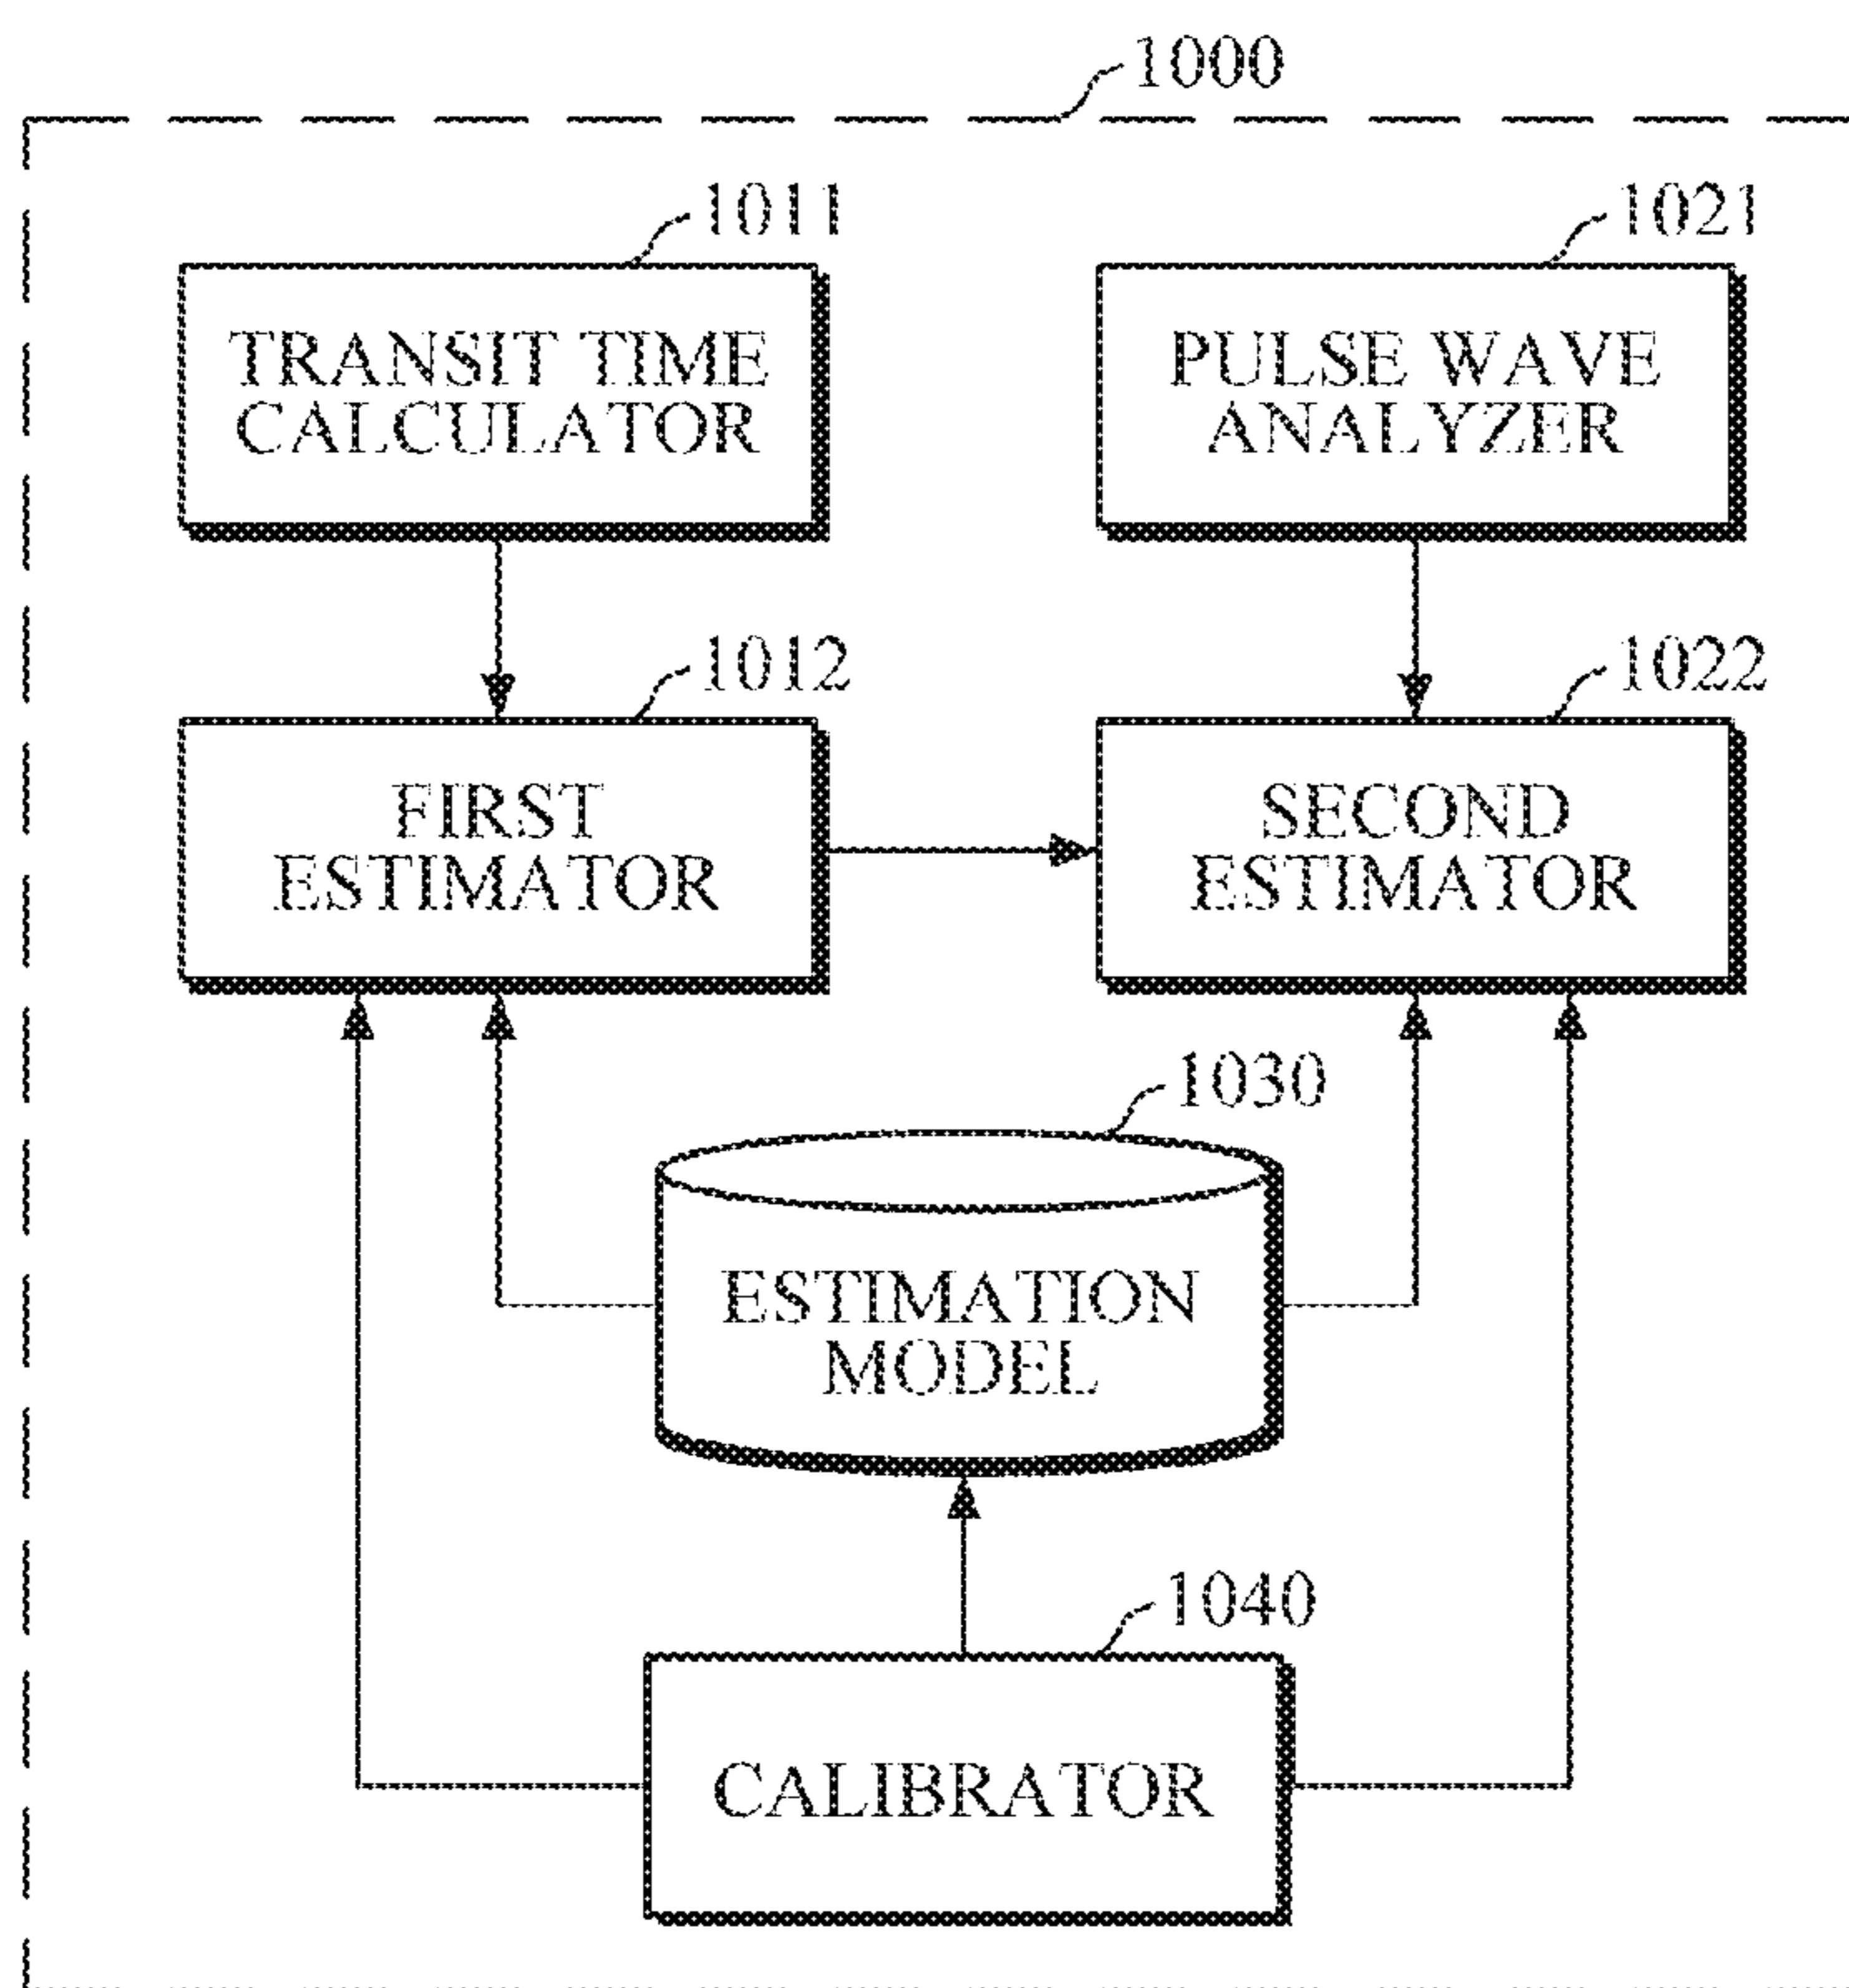 1000
1011
1021
TRANSIT TIME
CALCULATOR
PULSE WAVE
ANALYZER
1012
1022
FIRST
ESTIMATOR
SECOND
ESTIMATOR
1030
ESTIMATION
MODEL
1040
CALIBRATOR